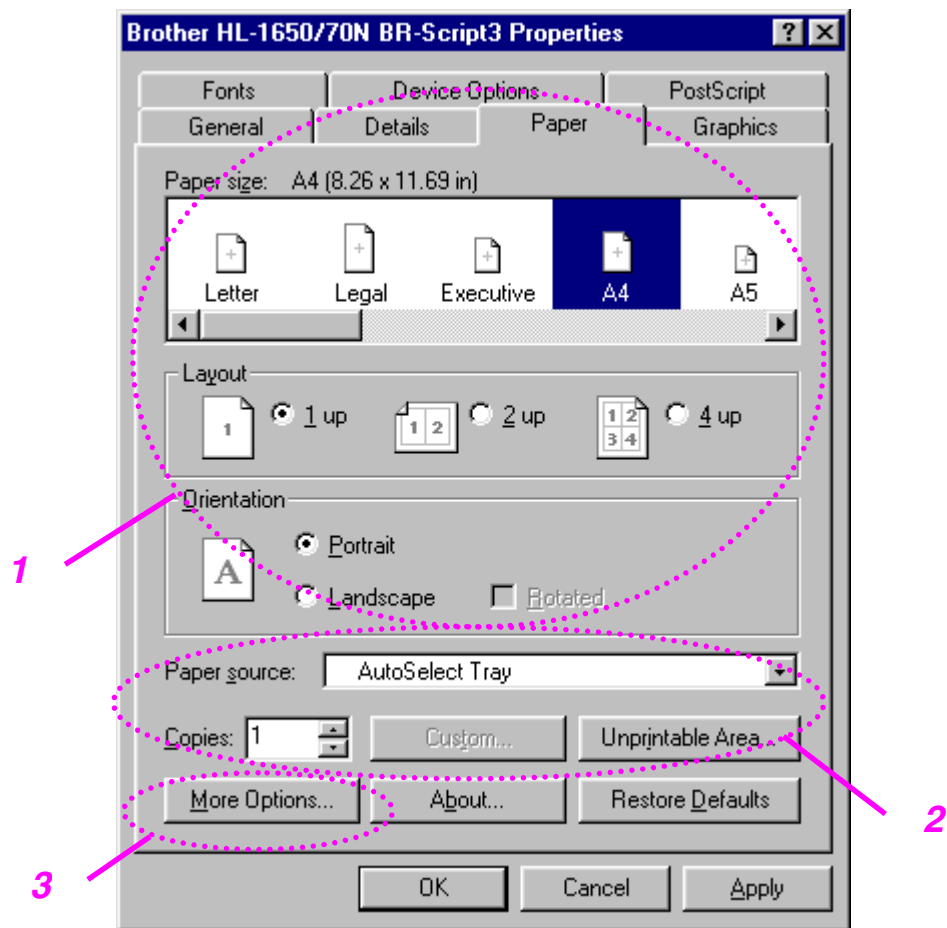 Brother HL-1650/70N BR-Script3 Properties
Fonts Device Options PostScript
General Details Paper Graphics
Paper size: A4 (8.26 x 11.69 in)
Letter Legal Executive A4 A5
Layout
1 1 up 1 2 2 up 1 2 3 4 4 up
Orientation
A Portrait
Landscape Rotated
1
Paper source: AutoSelect Tray
Copies: 1 Custom... Unprintable Area...
More Options... About... Restore Defaults
2
3
OK Cancel Apply